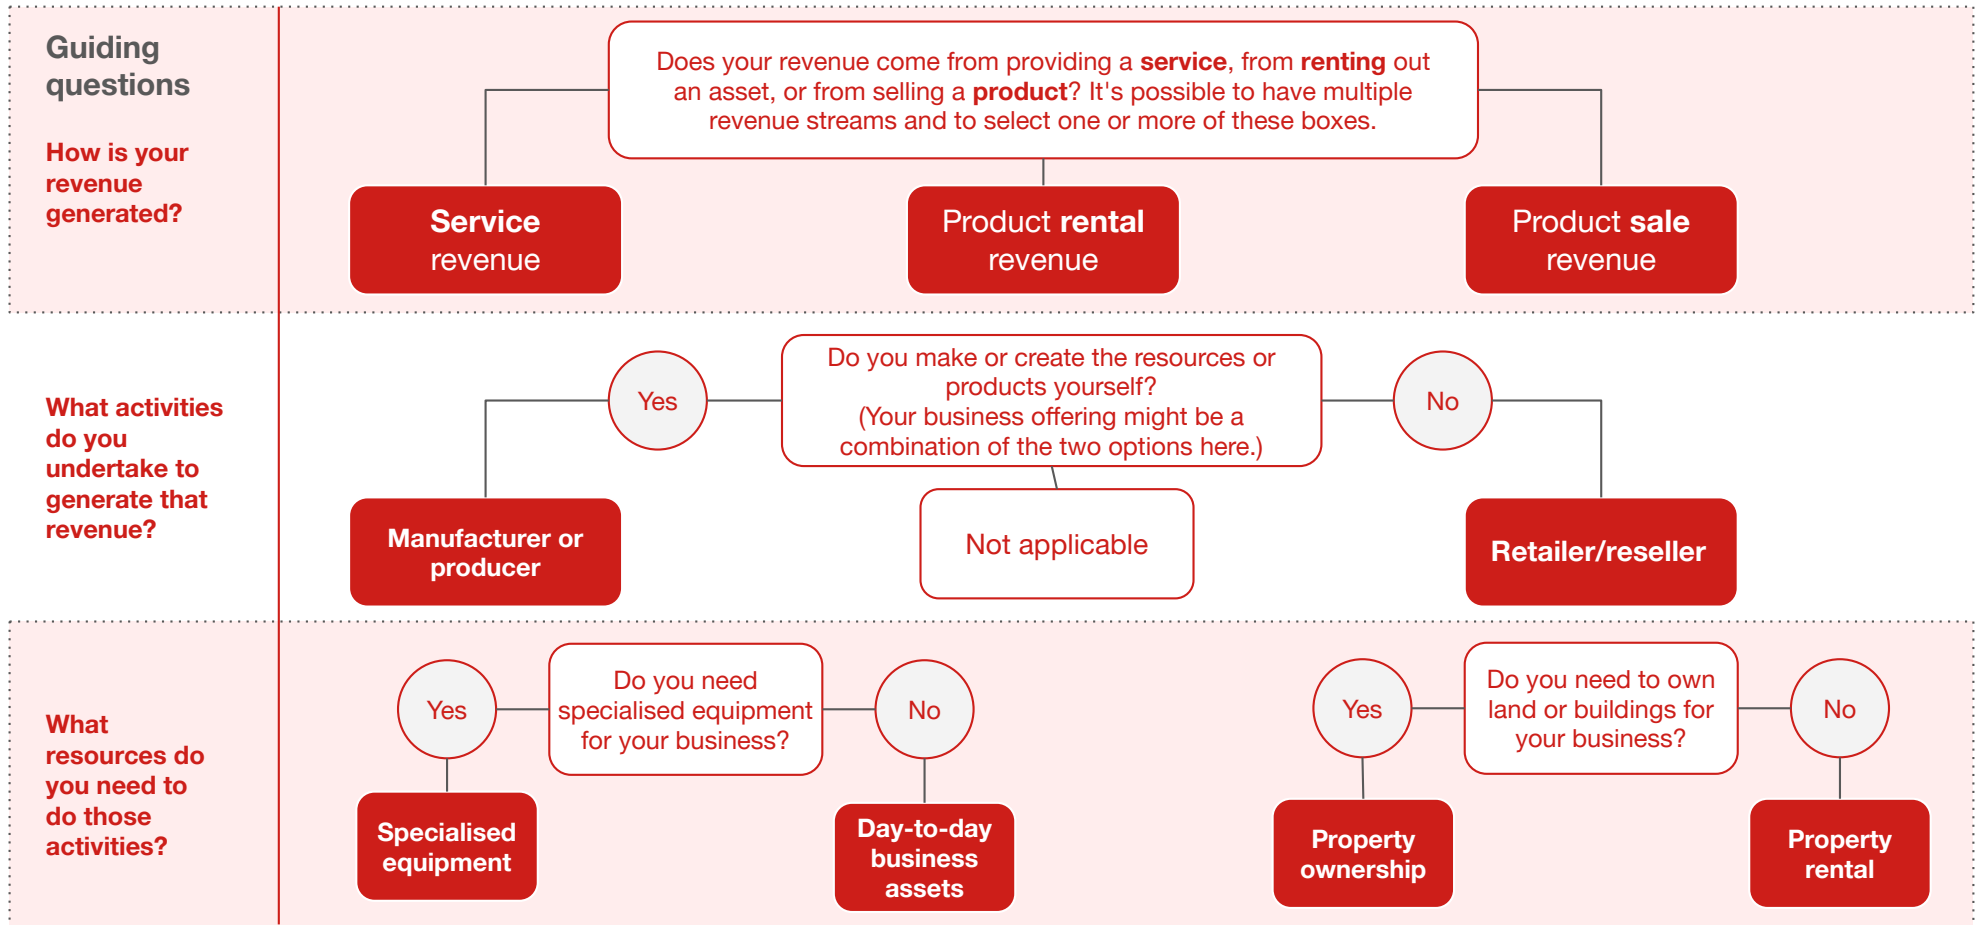 Guiding
questions
How is your
revenue
generated?
Does your revenue come from providing a service, from renting out
an asset, or from selling a product? It's possible to have multiple
revenue streams and to select one or more of these boxes.
Service
revenue
Product rental
revenue
Product sale
revenue
What activities
do you
undertake to
generate that
revenue?
Yes
Do you make or create the resources or
products yourself?
(Your business offering might be a
combination of the two options here.)
No
Manufacturer or
producer
Not applicable
Retailer/reseller
What
resources do
you need to
do those
activities?
Yes
Do you need
specialised equipment
for your business?
No
Specialised
equipment
Day-to-day
business
assets
Yes
Do you need to own
land or buildings for
your business?
No
Property
ownership
Property
rental